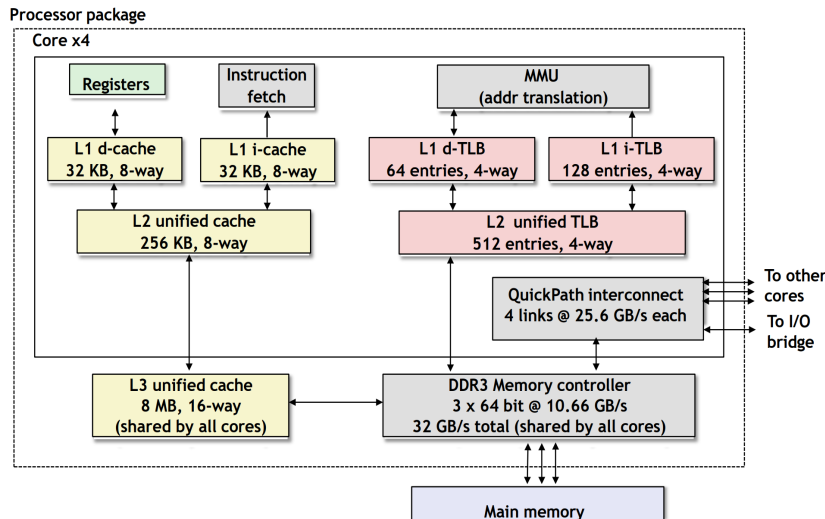 Processor package
Core x4
Registers
Instruction
fetch
MMU
(addr translation)
L1 d-cache
32 KB, 8-way
L1 i-cache
32 KB, 8-way
L1 d-TLB
64 entries, 4-way
L1 i-TLB
128 entries, 4-way
L2 unified cache
256 KB, 8-way
L2 unified TLB
512 entries, 4-way
QuickPath interconnect
4 links @ 25.6 GB/s each
To other
cores
To I/O
bridge
L3 unified cache
8 MB, 16-way
(shared by all cores)
DDR3 Memory controller
3 x 64 bit @ 10.66 GB/s
32 GB/s total (shared by all cores)
Main memory